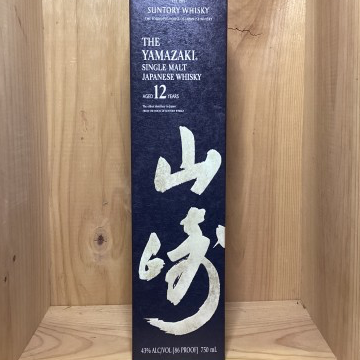 SUNTORY WHISKY
THE
YAMAZAKI.
SINGLE MALT
JAPANESE WHISKY
AGED 12 YEARS
山
崎
43% ALC/VOL (86 PROOF) 750 mL